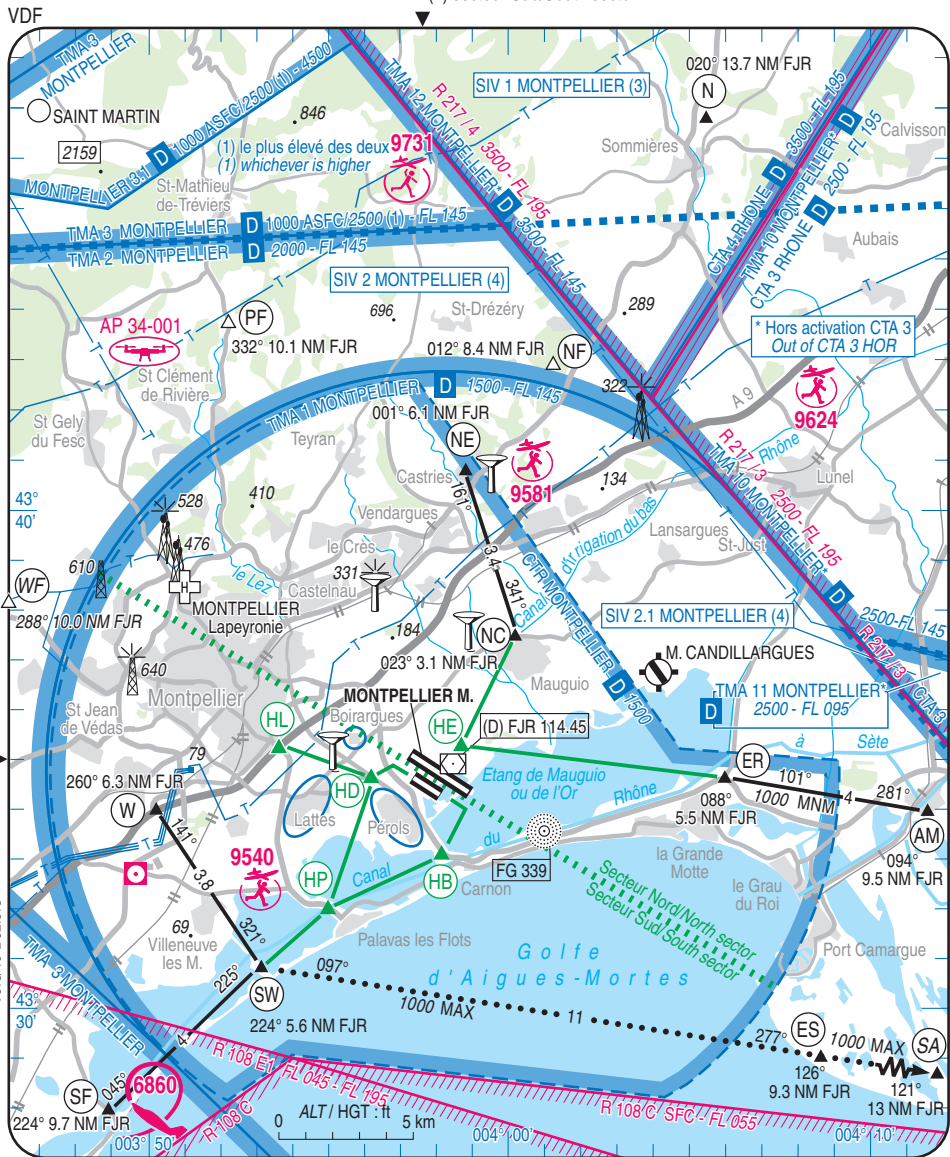 VDF
TMA 3
MONTPELLIER
SAINT MARTIN
2159
MONTPELLIER 3.1 D 1000 ASFC/2500 (1) - 4500
846
(1) le plus élevé des deux
(1) whichever is higher
9731
St-Mathieu
de-Tréviers
TMA 3 MONTPELLIER D 1000 ASFC/2500 (1) - FL 145
TMA 2 MONTPELLIER D 2000 - FL 145
SIV 1 MONTPELLIER (3)
R 217 / 4 3500 - FL 195
TMA 12 MONTPELLIER* D 3500 - FL 145
020° 13.7 NM FJR
N
Sommières
Calvisson
CTA 4 RHONE D 3500 - FL 195
TMA 10 MONTPELLIER* D 2500 - FL 195
CTA 3 RHONE D
Aubais
SIV 2 MONTPELLIER (4)
PF
332° 10.1 NM FJR
696
St-Drézéry
289
012° 8.4 NM FJR
NF
* Hors activation CTA 3
Out of CTA 3 HOR
AP 34-001
St Clément
de Rivière
322
A 9
9624
TMA 1 MONTPELLIER D 1500 - FL 145
001° 6.1 NM FJR
NE
St Gely
du Fesc
Teyran
Castries
9581
R 217 / 3 2500 - FL 195
TMA 10 MONTPELLIER* D 2500-FL 145
Rhône
Lunel
43°
40'
528
410
476
Vendargues
161°
3.4
341°
134
d'irrigation du bas
Canal
Lansargues
St-Just
le Crès
610
WF
288° 10.0 NM FJR
le Lez
331
Castelnau
MONTPELLIER
Lapeyronie
184
NC
023° 3.1 NM FJR
CTR MONTPELLIER D 1500
SIV 2.1 MONTPELLIER (4)
R 217 / 3
CTA 3
640
Montpellier
MONTPELLIER M.
Mauguio
M. CANDILLARGUES
D
TMA 11 MONTPELLIER*
2500 - FL 095
St Jean
de Védas
HL
Boirargues
HE
(D) FJR 114.45
à Sète
79
260° 6.3 NM FJR
W
HD
Etang de Mauguio
ou de l'Or
ER
101°
1000 MNM
4
281°
088°
5.5 NM FJR
AM
094°
9.5 NM FJR
Lattes
Pérols
141°
3.8
321°
Canal
du
Rhône
9540
HP
HB
Carnon
FG 339
la Grande
Motte
le Grau
du Roi
Secteur Nord/North sector
Secteur Sud/South sector
69
Villeneuve
les M.
Palavas les Flots
Golfe
d'Aigues-Mortes
Port Camargue
TMA 3 MONTPELLIER
225°
SW
097°
1000 MAX
11
43°
30'
224° 5.6 NM FJR
277°
ES
1000 MAX
SA
4
126°
9.3 NM FJR
121°
13 NM FJR
R 108 E1 FL 045 - FL 195
SF
045°
6860
224° 9.7 NM FJR
R 108 C
R 108 C SFC - FL 055
ALT / HGT : ft
0 5 km
003° 50'
004° 00'
004° 10'